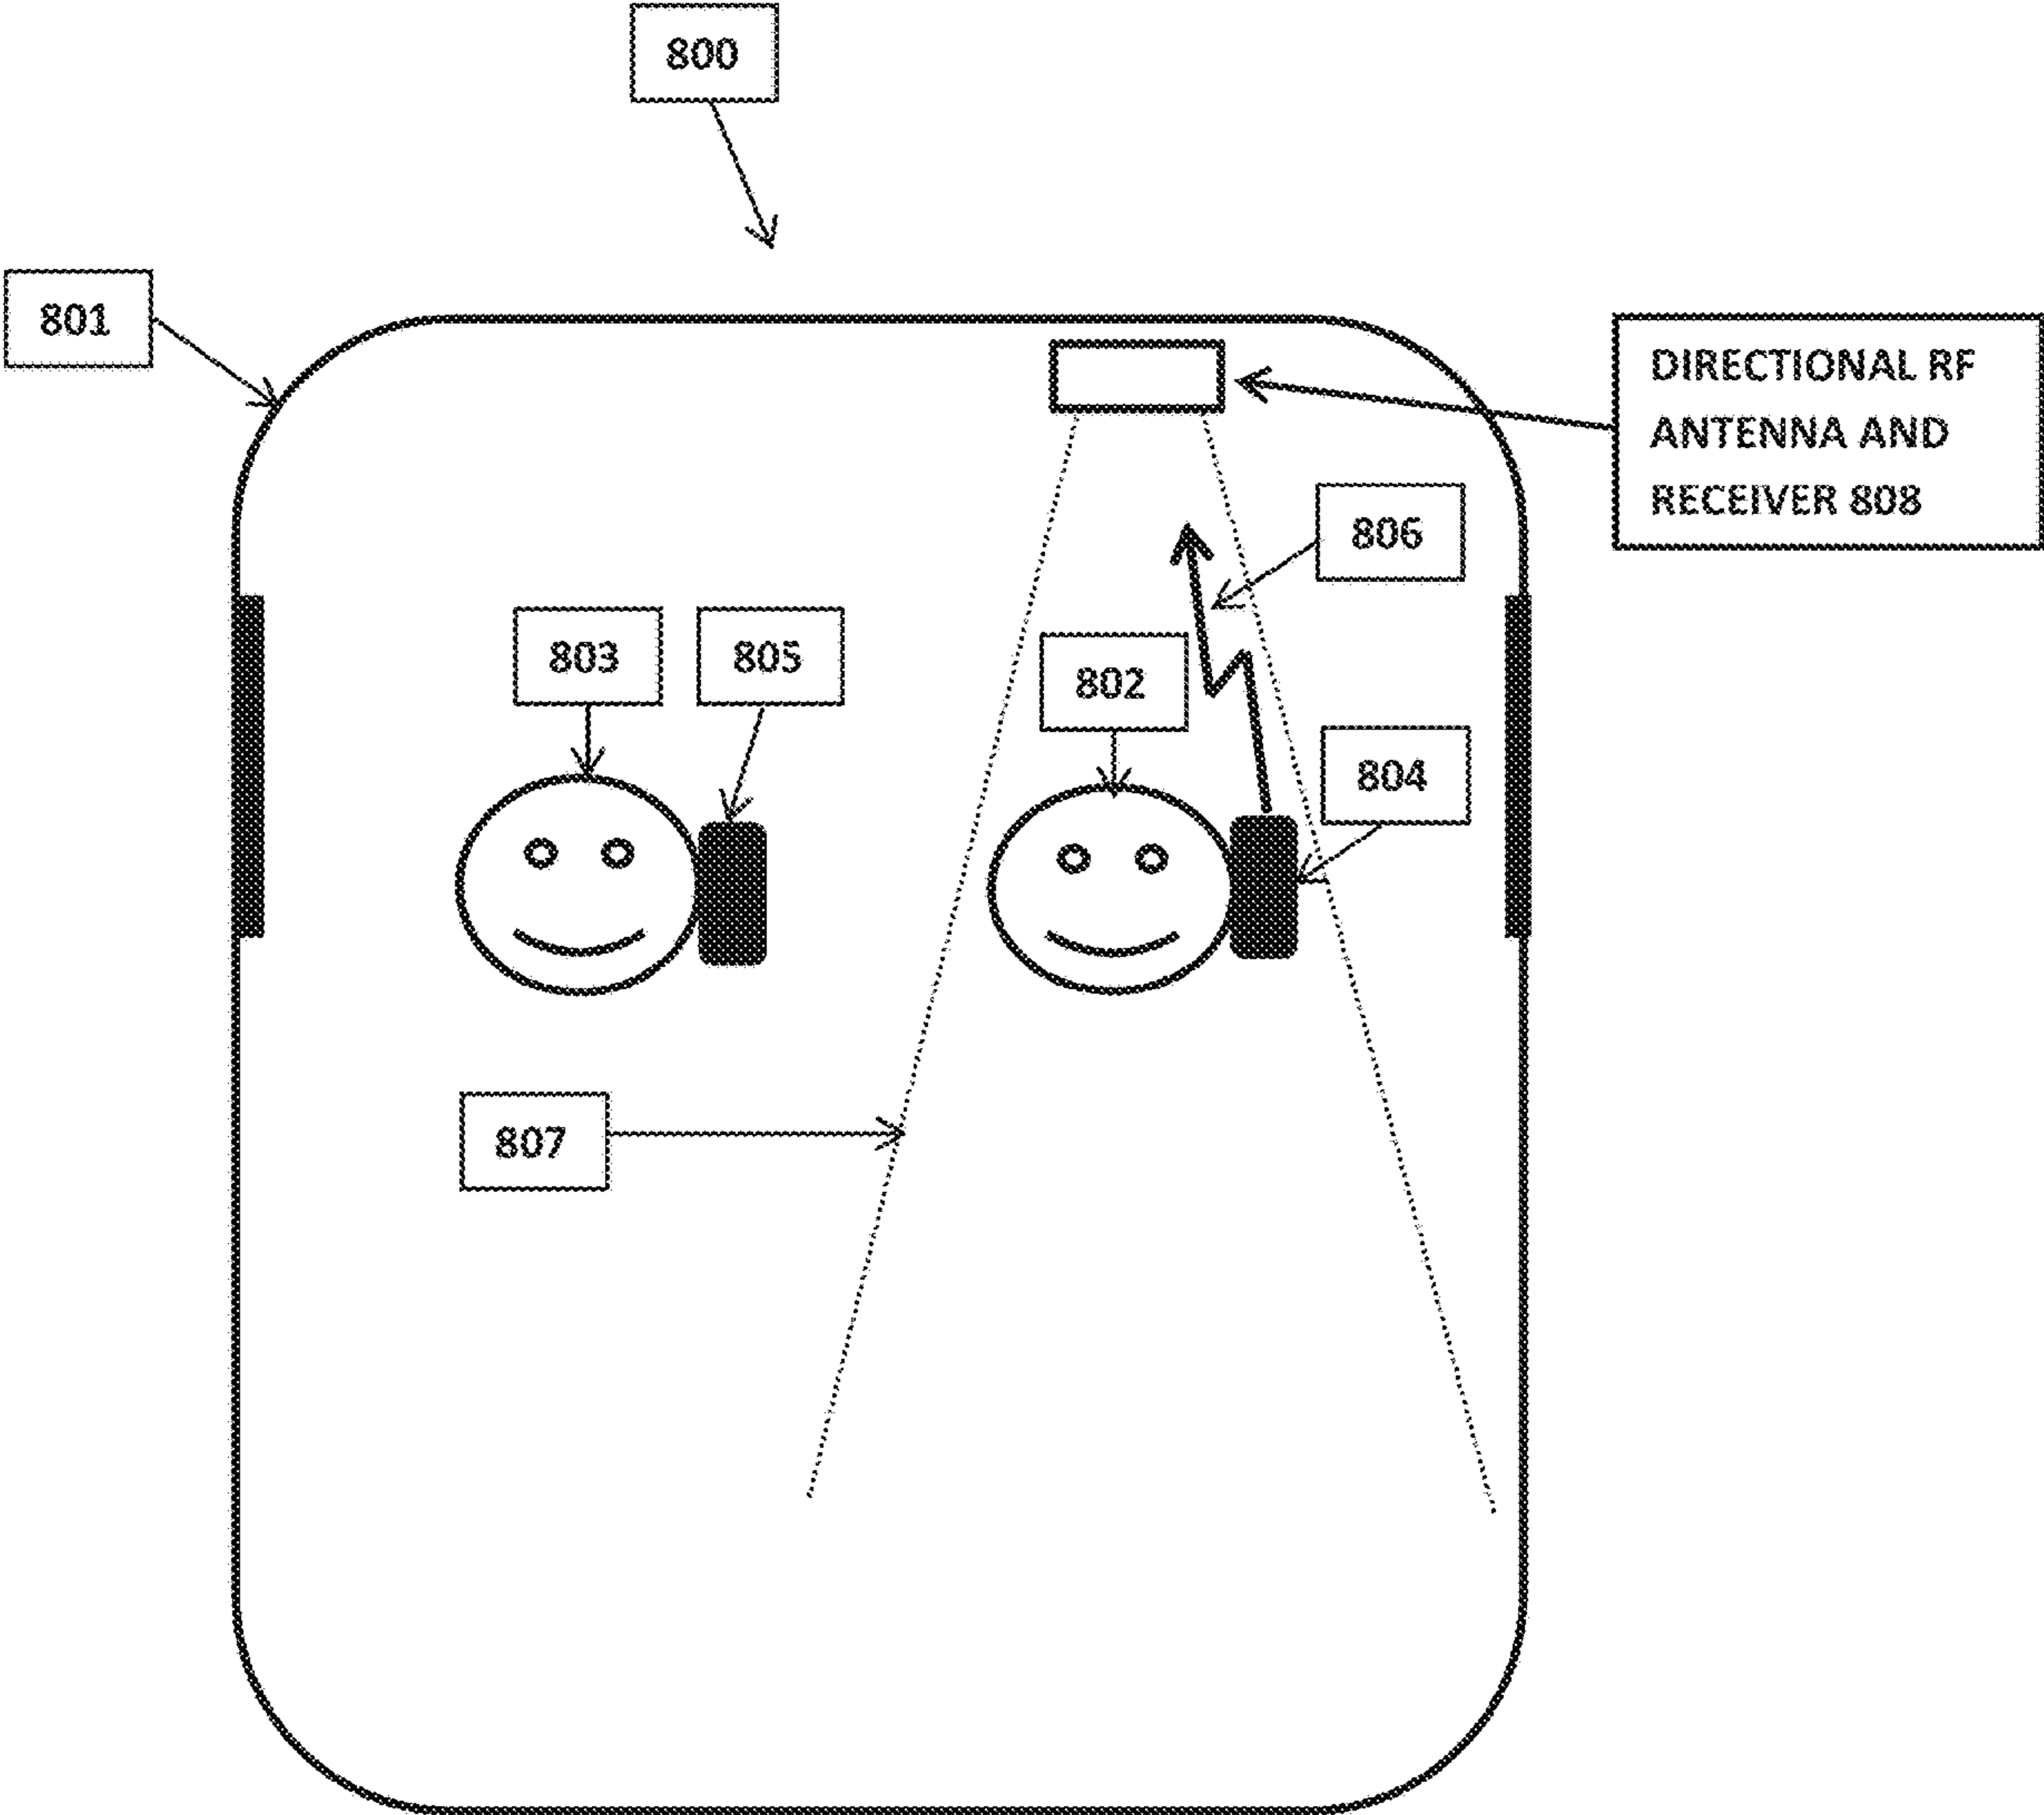 800
801
DIRECTIONAL RF
ANTENNA AND
RECEIVER 808
806
803
805
802
804
807